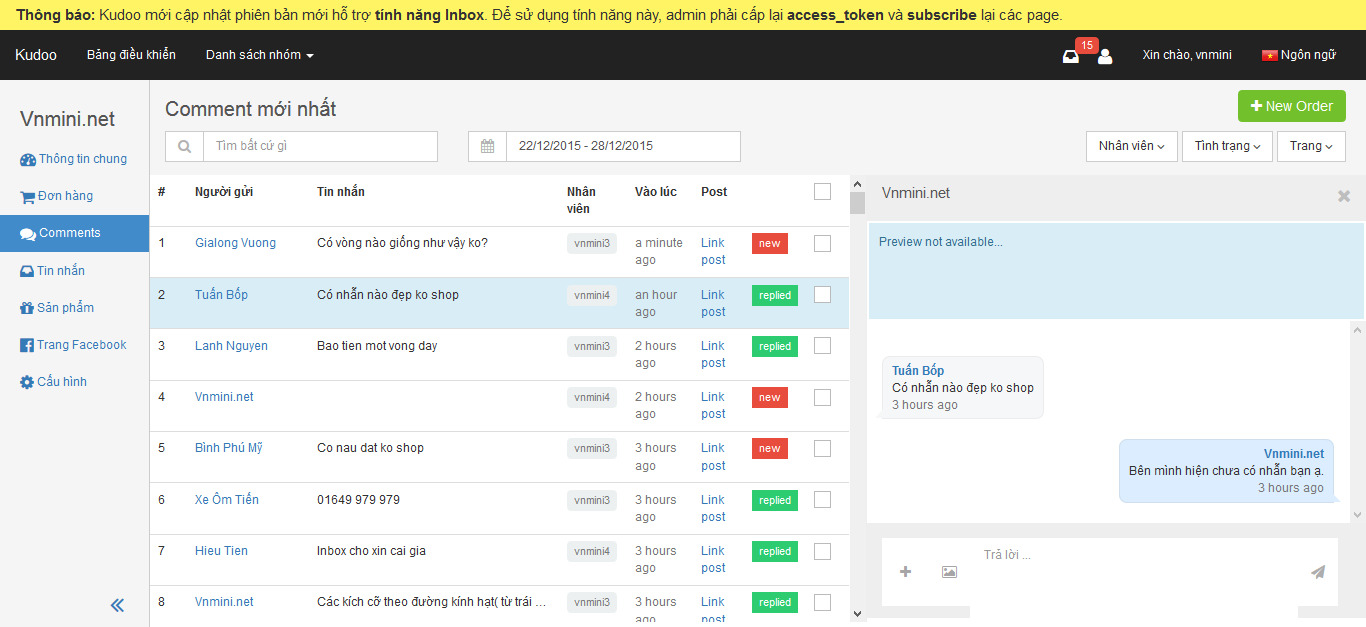 Thông báo: Kudoo mới cập nhật phiên bản mới hỗ trợ tính năng Inbox. Để sử dụng tính năng này, admin phải cấp lại access_token và subscribe lại các page.
Kudoo Bảng điều khiển Danh sách nhóm 15 Xin chào, vnmini Ngôn ngữ
Vnmini.net
Thông tin chung
Đơn hàng
Comments
Tin nhắn
Sản phẩm
Trang Facebook
Cấu hình
Comment mới nhất
New Order
Tìm bất cứ gì
22/12/2015 - 28/12/2015
Nhân viên Tình trạng Trang
# Người gửi Tin nhắn Nhân viên Vào lúc Post
1 Gialong Vuong Có vòng nào giống như vậy ko? vnmini3 a minute ago Link post new
2 Tuấn Bốp Có nhẫn nào đẹp ko shop vnmini4 an hour ago Link post replied
3 Lanh Nguyen Bao tien mot vong day vnmini3 2 hours ago Link post replied
4 Vnmini.net vnmini4 2 hours ago Link post new
5 Bình Phú Mỹ Co nau dat ko shop vnmini3 3 hours ago Link post new
6 Xe Ôm Tiến 01649 979 979 vnmini3 3 hours ago Link post replied
7 Hieu Tien Inbox cho xin cai gia vnmini4 3 hours ago Link post replied
8 Vnmini.net Các kích cỡ theo đường kính hạt( từ trái ... vnmini3 3 hours ago Link post replied
Vnmini.net
Preview not available...
Tuấn Bốp
Có nhẫn nào đẹp ko shop
3 hours ago
Vnmini.net
Bên mình hiện chưa có nhẫn bạn ạ.
3 hours ago
Trả lời ...